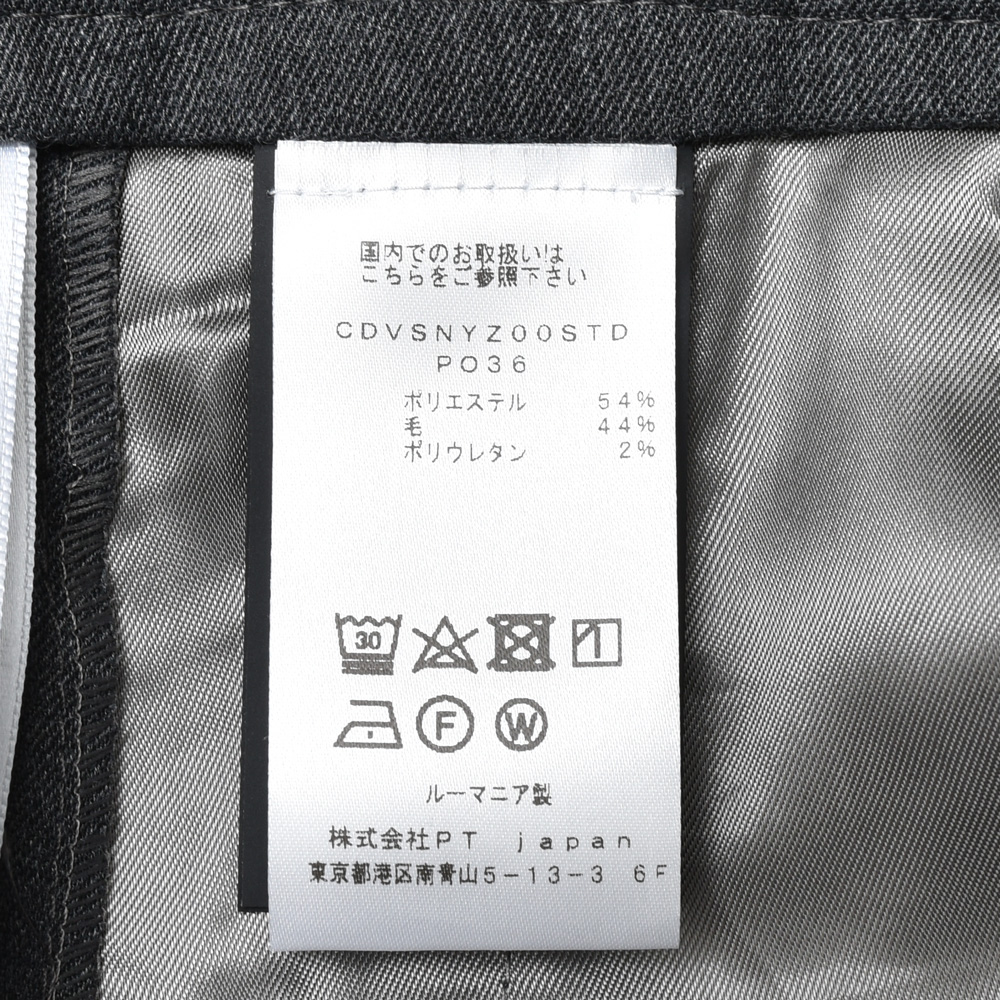 国内でのお取扱いは
こちらをご参照下さい
CDVSNYZ00STD
PO36
ポリエステル 54%
毛 44%
ポリウレタン 2%
30
1
F W
ルーマニア製
株式会社PT japan
東京都港区南青山5-13-3 6F